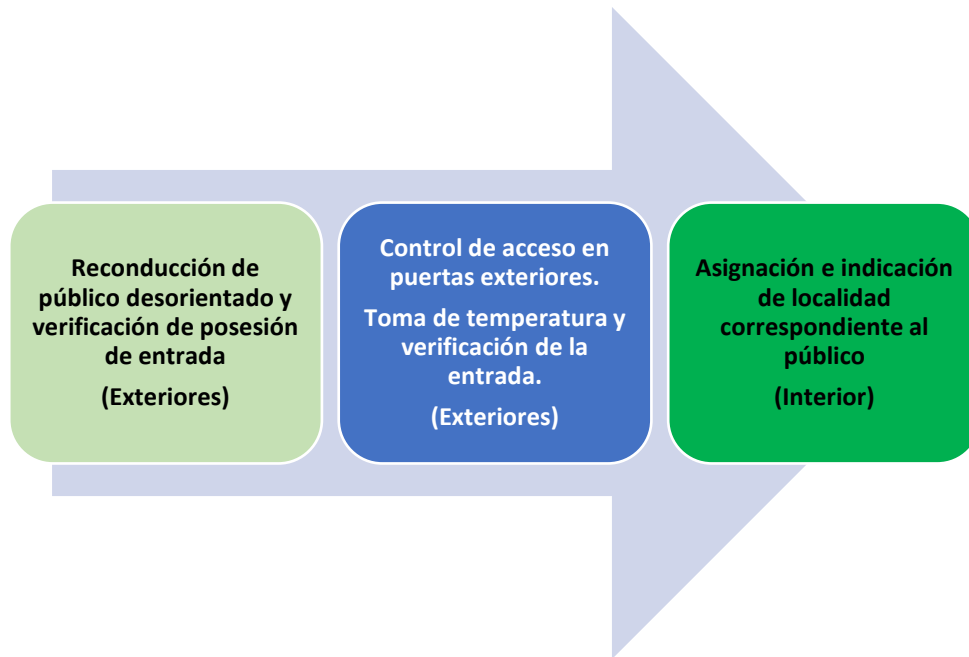 Reconducción de
público desorientado y
verificación de posesión
de entrada
(Exteriores)
Control de acceso en
puertas exteriores.
Toma de temperatura y
verificación de la
entrada.
(Exteriores)
Asignación e indicación
de localidad
correspondiente al
público
(Interior)